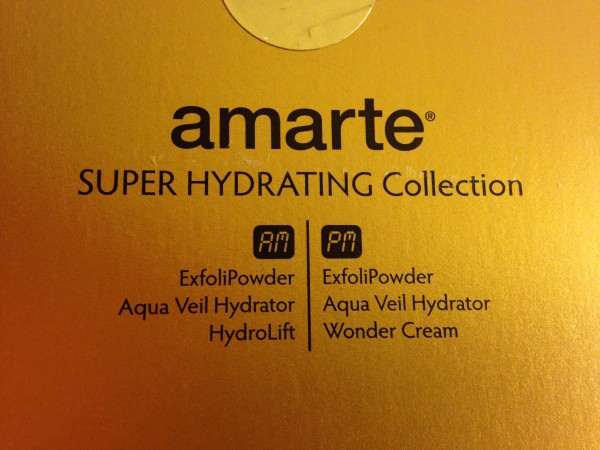 amarte®
SUPER HYDRATING Collection
AM
ExfoliPowder
Aqua Veil Hydrator
HydroLift
PM
ExfoliPowder
Aqua Veil Hydrator
Wonder Cream